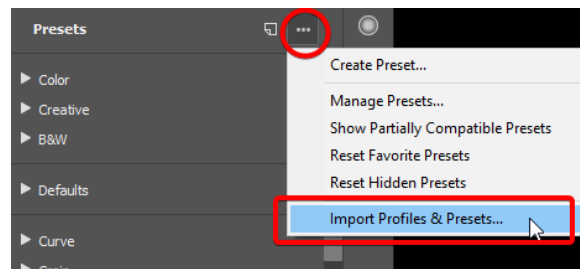 Presets
Color
Creative
B&W
Defaults
Curve
Grain
Create Preset...
Manage Presets...
Show Partially Compatible Presets
Reset Favorite Presets
Reset Hidden Presets
Import Profiles & Presets...